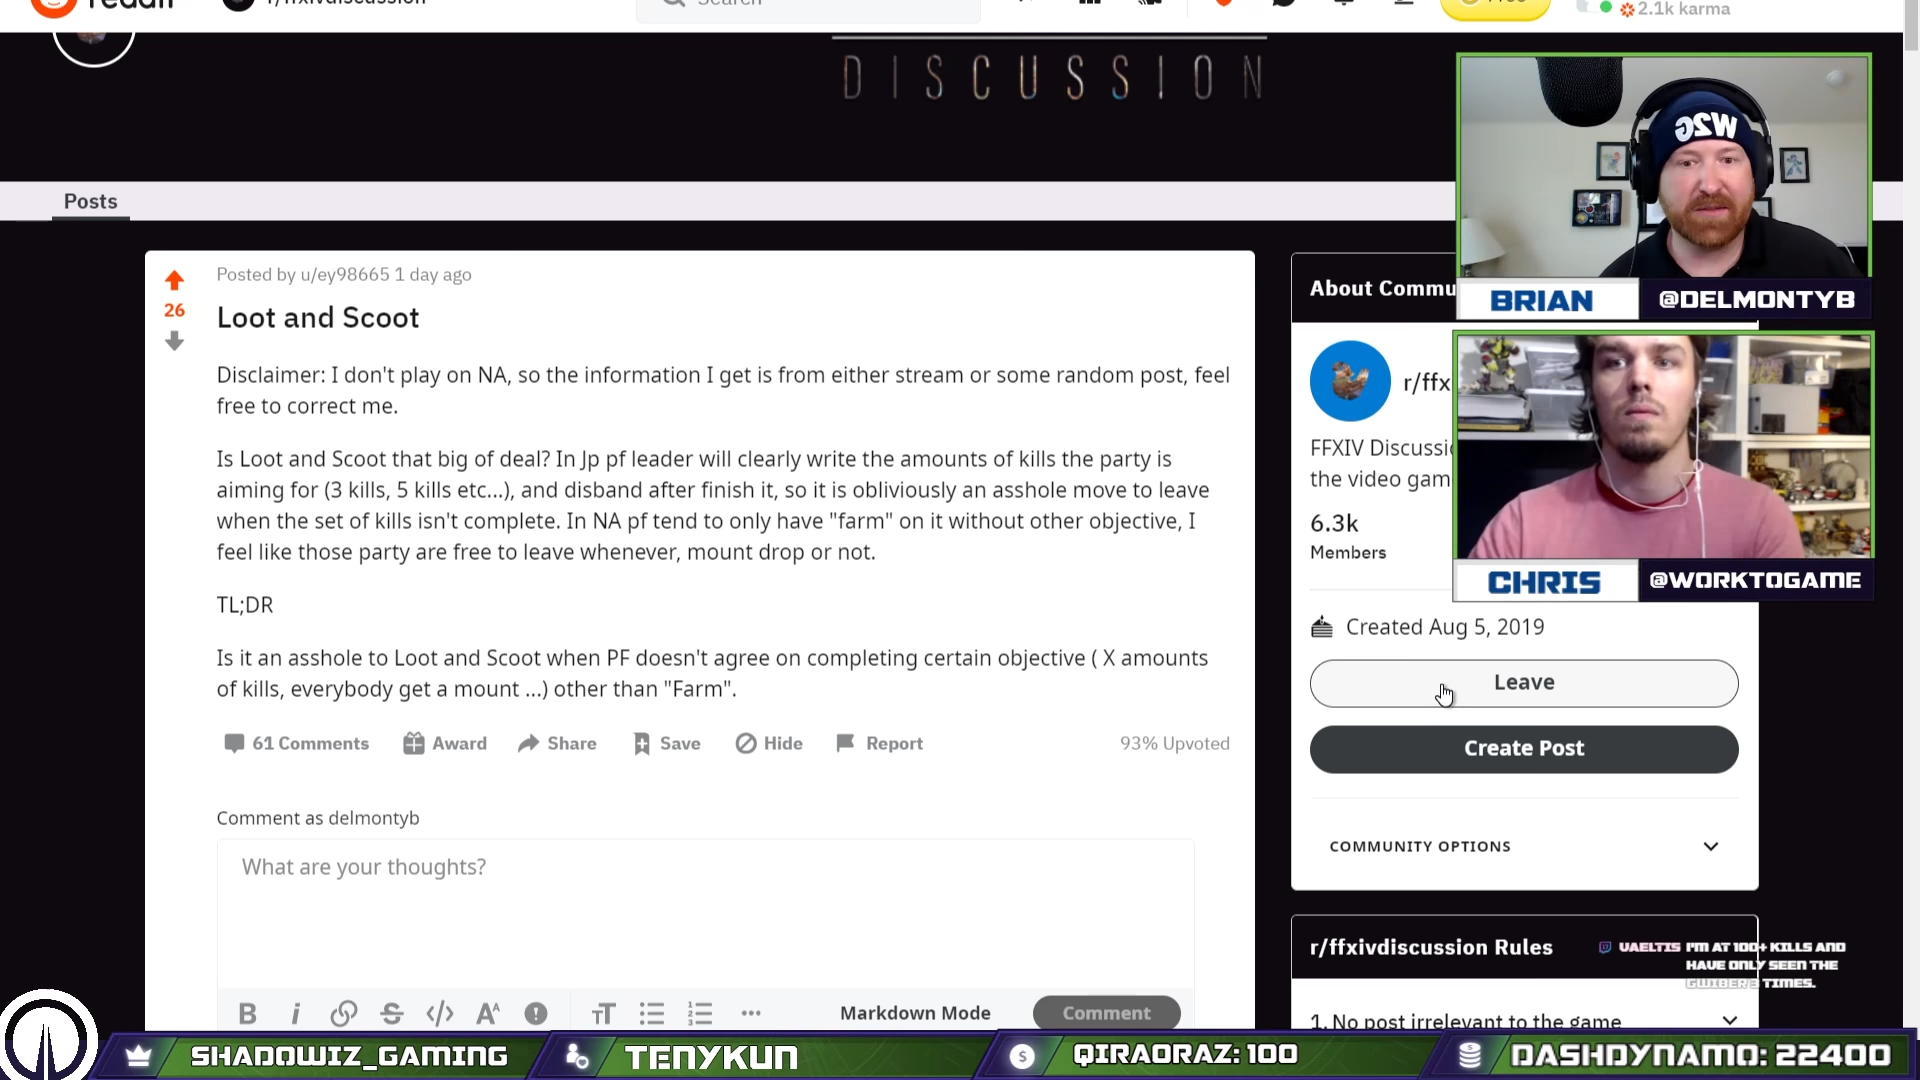 reddit
r/ffxivdiscussion
Search
Free
2.1k karma
DISCUSSION
Posts
Posted by u/ey98665 1 day ago
26
Loot and Scoot
Disclaimer: I don't play on NA, so the information I get is from either stream or some random post, feel
free to correct me.
Is Loot and Scoot that big of deal? In Jp pf leader will clearly write the amounts of kills the party is
aiming for (3 kills, 5 kills etc...), and disband after finish it, so it is obliviously an asshole move to leave
when the set of kills isn't complete. In NA pf tend to only have "farm" on it without other objective, I
feel like those party are free to leave whenever, mount drop or not.
TL;DR
Is it an asshole to Loot and Scoot when PF doesn't agree on completing certain objective ( X amounts
of kills, everybody get a mount ...) other than "Farm".
61 Comments
Award
Share
Save
Hide
Report
93% Upvoted
Comment as delmontyb
What are your thoughts?
Markdown Mode
Comment
W2G
BRIAN
@DELMONTYB
CHRIS
@WORKTOGAME
About Commu
r/ffx
FFXIV Discussi
the video gam
6.3k
Members
Created Aug 5, 2019
Leave
Create Post
COMMUNITY OPTIONS
r/ffxivdiscussion Rules
1. No post irrelevant to the game
VAELTIS I'M AT 100+ KILLS AND
HAVE ONLY SEEN THE
GWIBER 3 TIMES.
SHADOWIZ_GAMING
TENYKUN
QIRAORAZ: 100
DASHDYNAMO: 22400